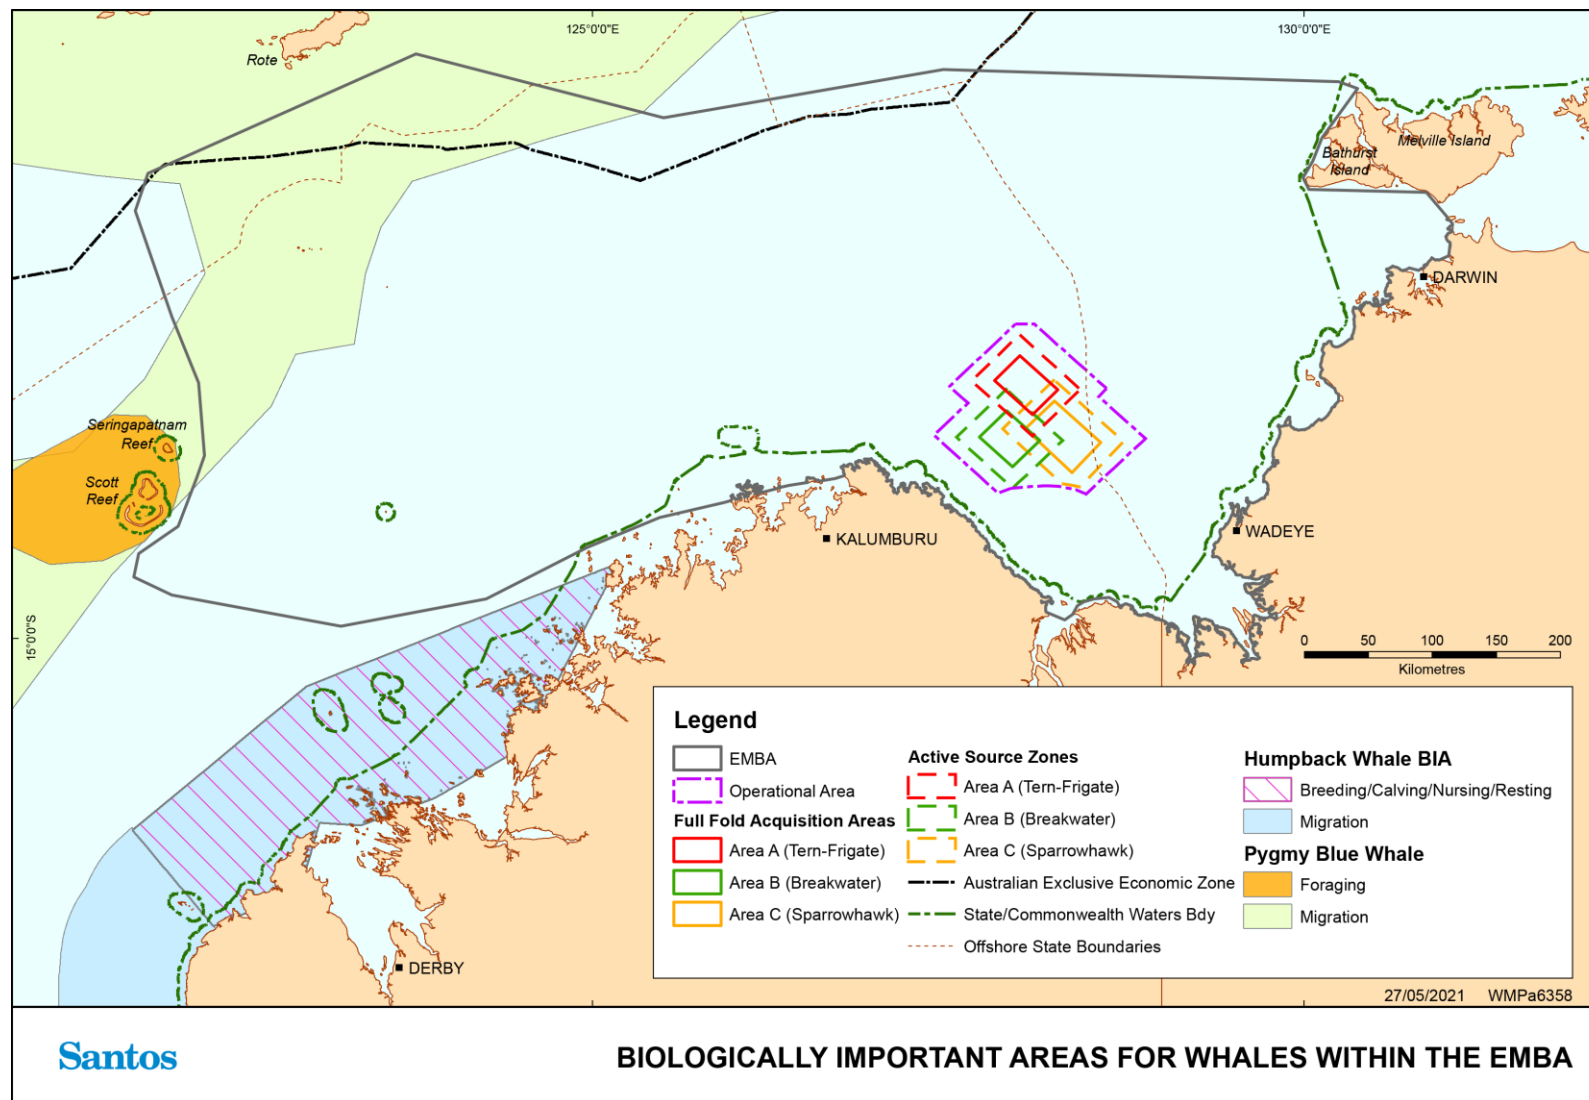 125°0'0"E
130°0'0"E
Rote
Melville Island
Bathurst
Island
DARWIN
Seringapatnam
Reef
Scott
Reef
KALUMBURU
WADEYE
15°0'0"S
0 50 100 150 200
Kilometres
DERBY
Legend
EMBA
Operational Area
Full Fold Acquisition Areas
Area A (Tern-Frigate)
Area B (Breakwater)
Area C (Sparrowhawk)
Active Source Zones
Area A (Tern-Frigate)
Area B (Breakwater)
Area C (Sparrowhawk)
Australian Exclusive Economic Zone
State/Commonwealth Waters Bdy
Offshore State Boundaries
Humpback Whale BIA
Breeding/Calving/Nursing/Resting
Migration
Pygmy Blue Whale
Foraging
Migration
27/05/2021 WMPa6358
Santos
BIOLOGICALLY IMPORTANT AREAS FOR WHALES WITHIN THE EMBA